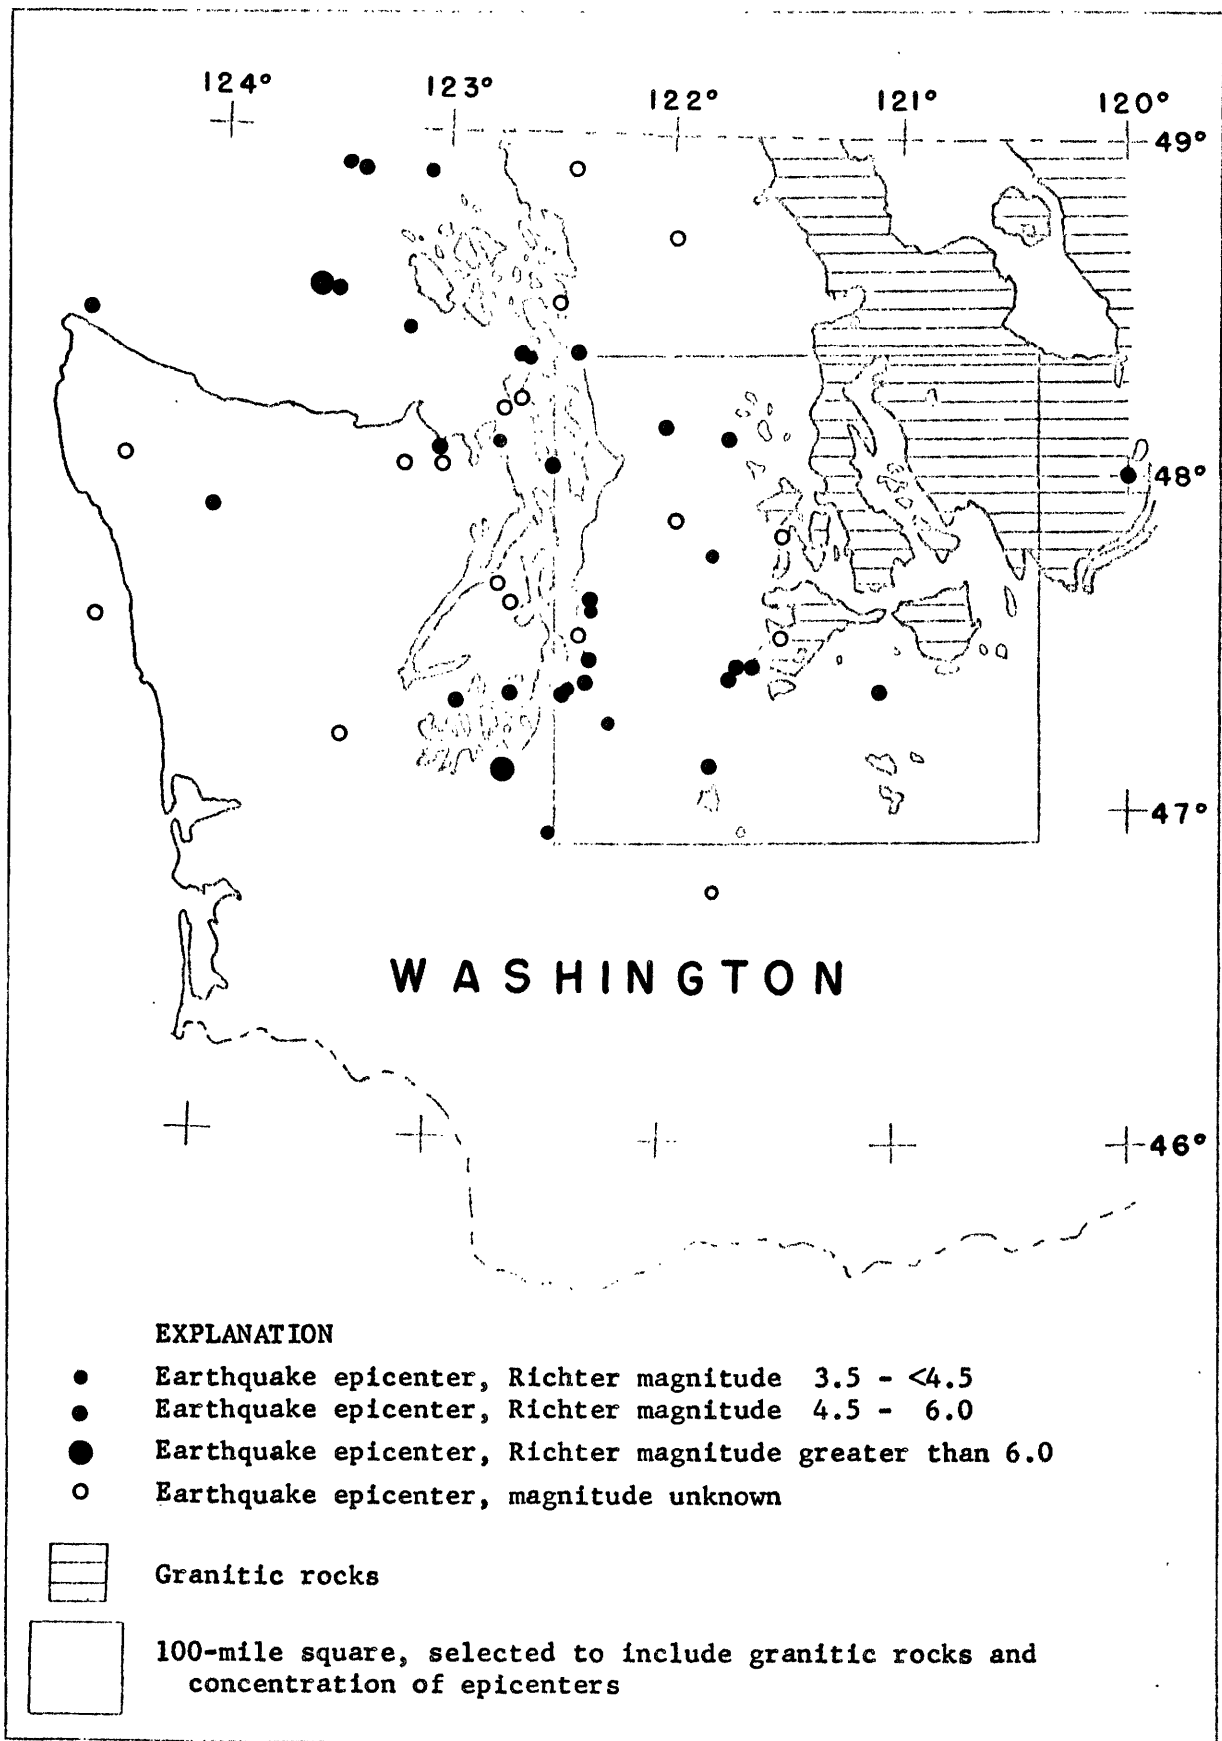 124° 123° 122° 121° 120°
49°
48°
47°
WASHINGTON
46°
EXPLANATION
Earthquake epicenter, Richter magnitude 3.5 - <4.5
Earthquake epicenter, Richter magnitude 4.5 - 6.0
Earthquake epicenter, Richter magnitude greater than 6.0
Earthquake epicenter, magnitude unknown
Granitic rocks
100-mile square, selected to include granitic rocks and
concentration of epicenters